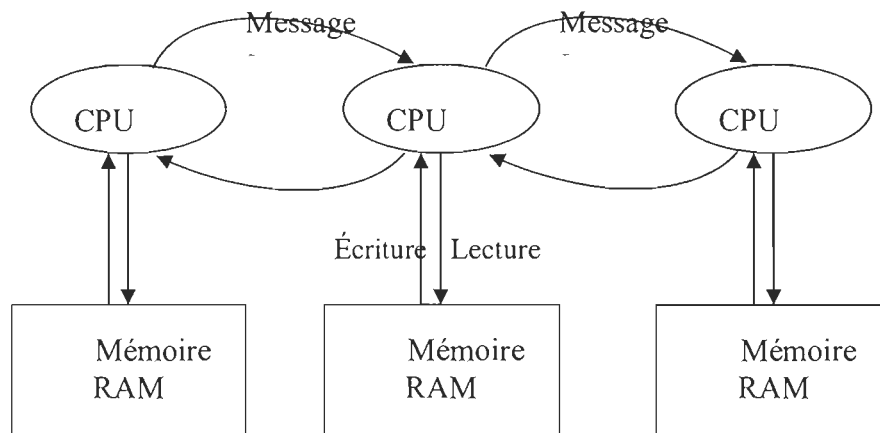 Message Message
CPU CPU CPU
Écriture Lecture
Mémoire Mémoire Mémoire
RAM RAM RAM